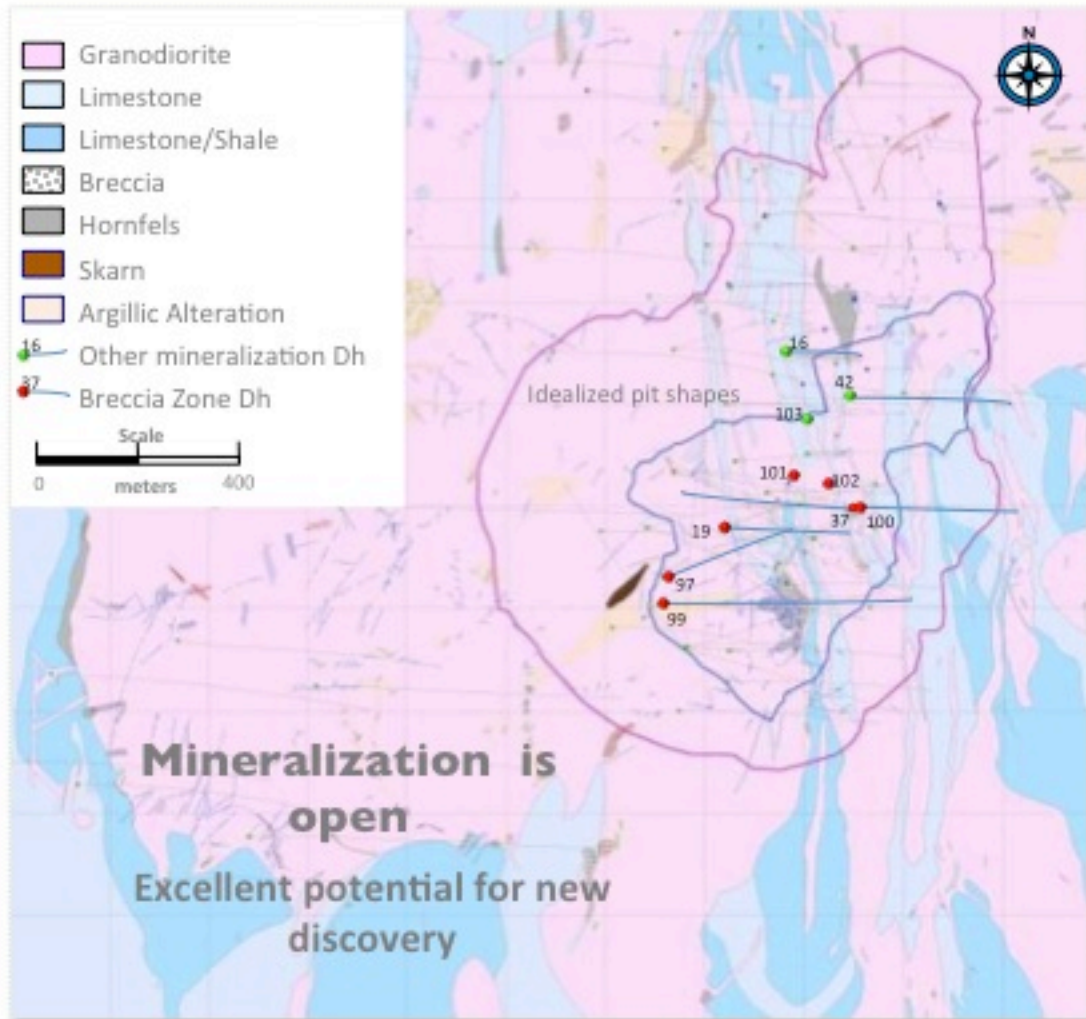 Granodiorite
Limestone
Limestone/Shale
Breccia
Hornfels
Skarn
Argillic Alteration
16
Other mineralization Dh
37
Breccia Zone Dh
Scale
0
meters
400
N
16
Idealized pit shapes
42
103
101
102
37
100
19
97
99
Mineralization is
open
Excellent potential for new
discovery